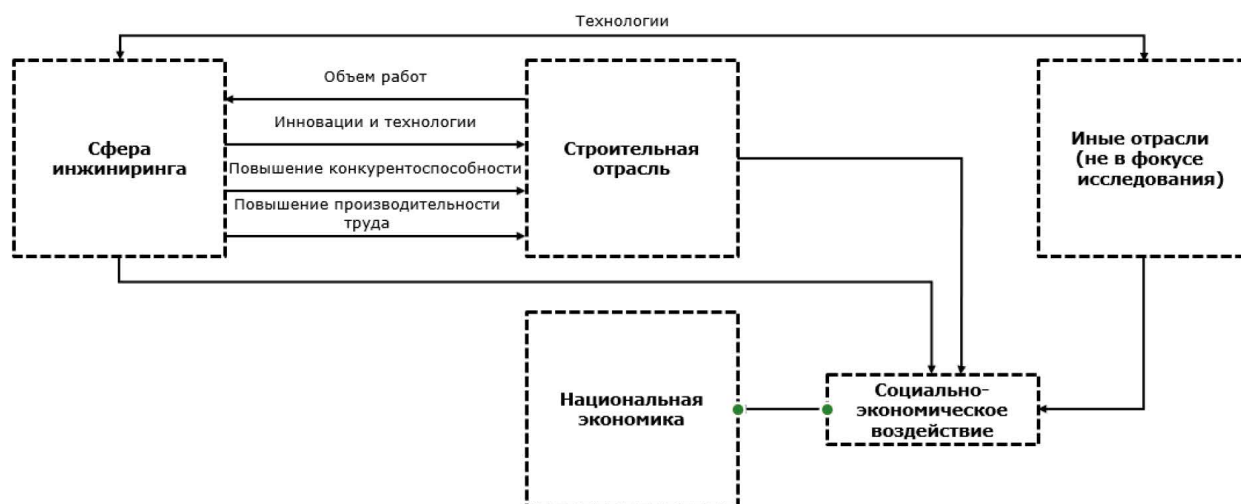 Технологии
Объем работ
Инновации и технологии
Повышение конкурентоспособности
Повышение производительности
труда
Сфера
инжиниринга
Строительная
отрасль
Иные отрасли
(не в фокусе
исследования)
Национальная
экономика
Социально-
экономическое
воздействие